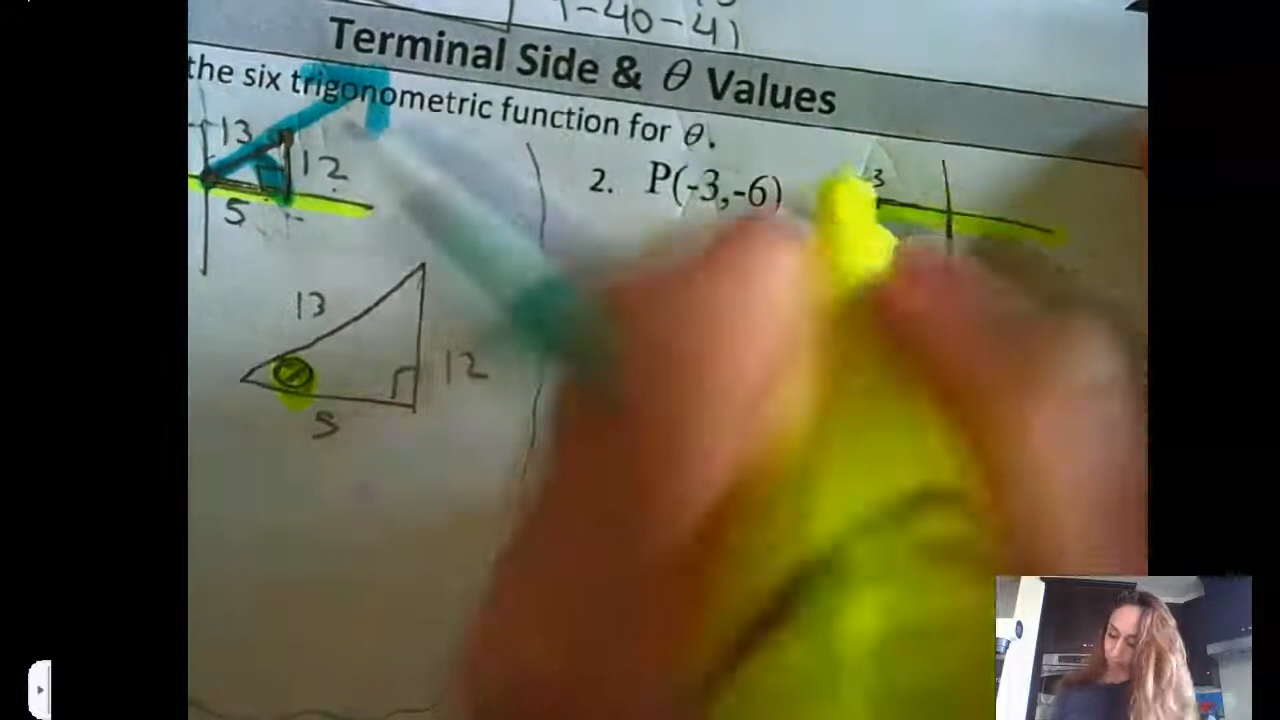 -40-41
Terminal Side & θ Values
the six trigonometric function for θ.
13
12
5
2. P(-3,-6)
3
13
θ
12
5